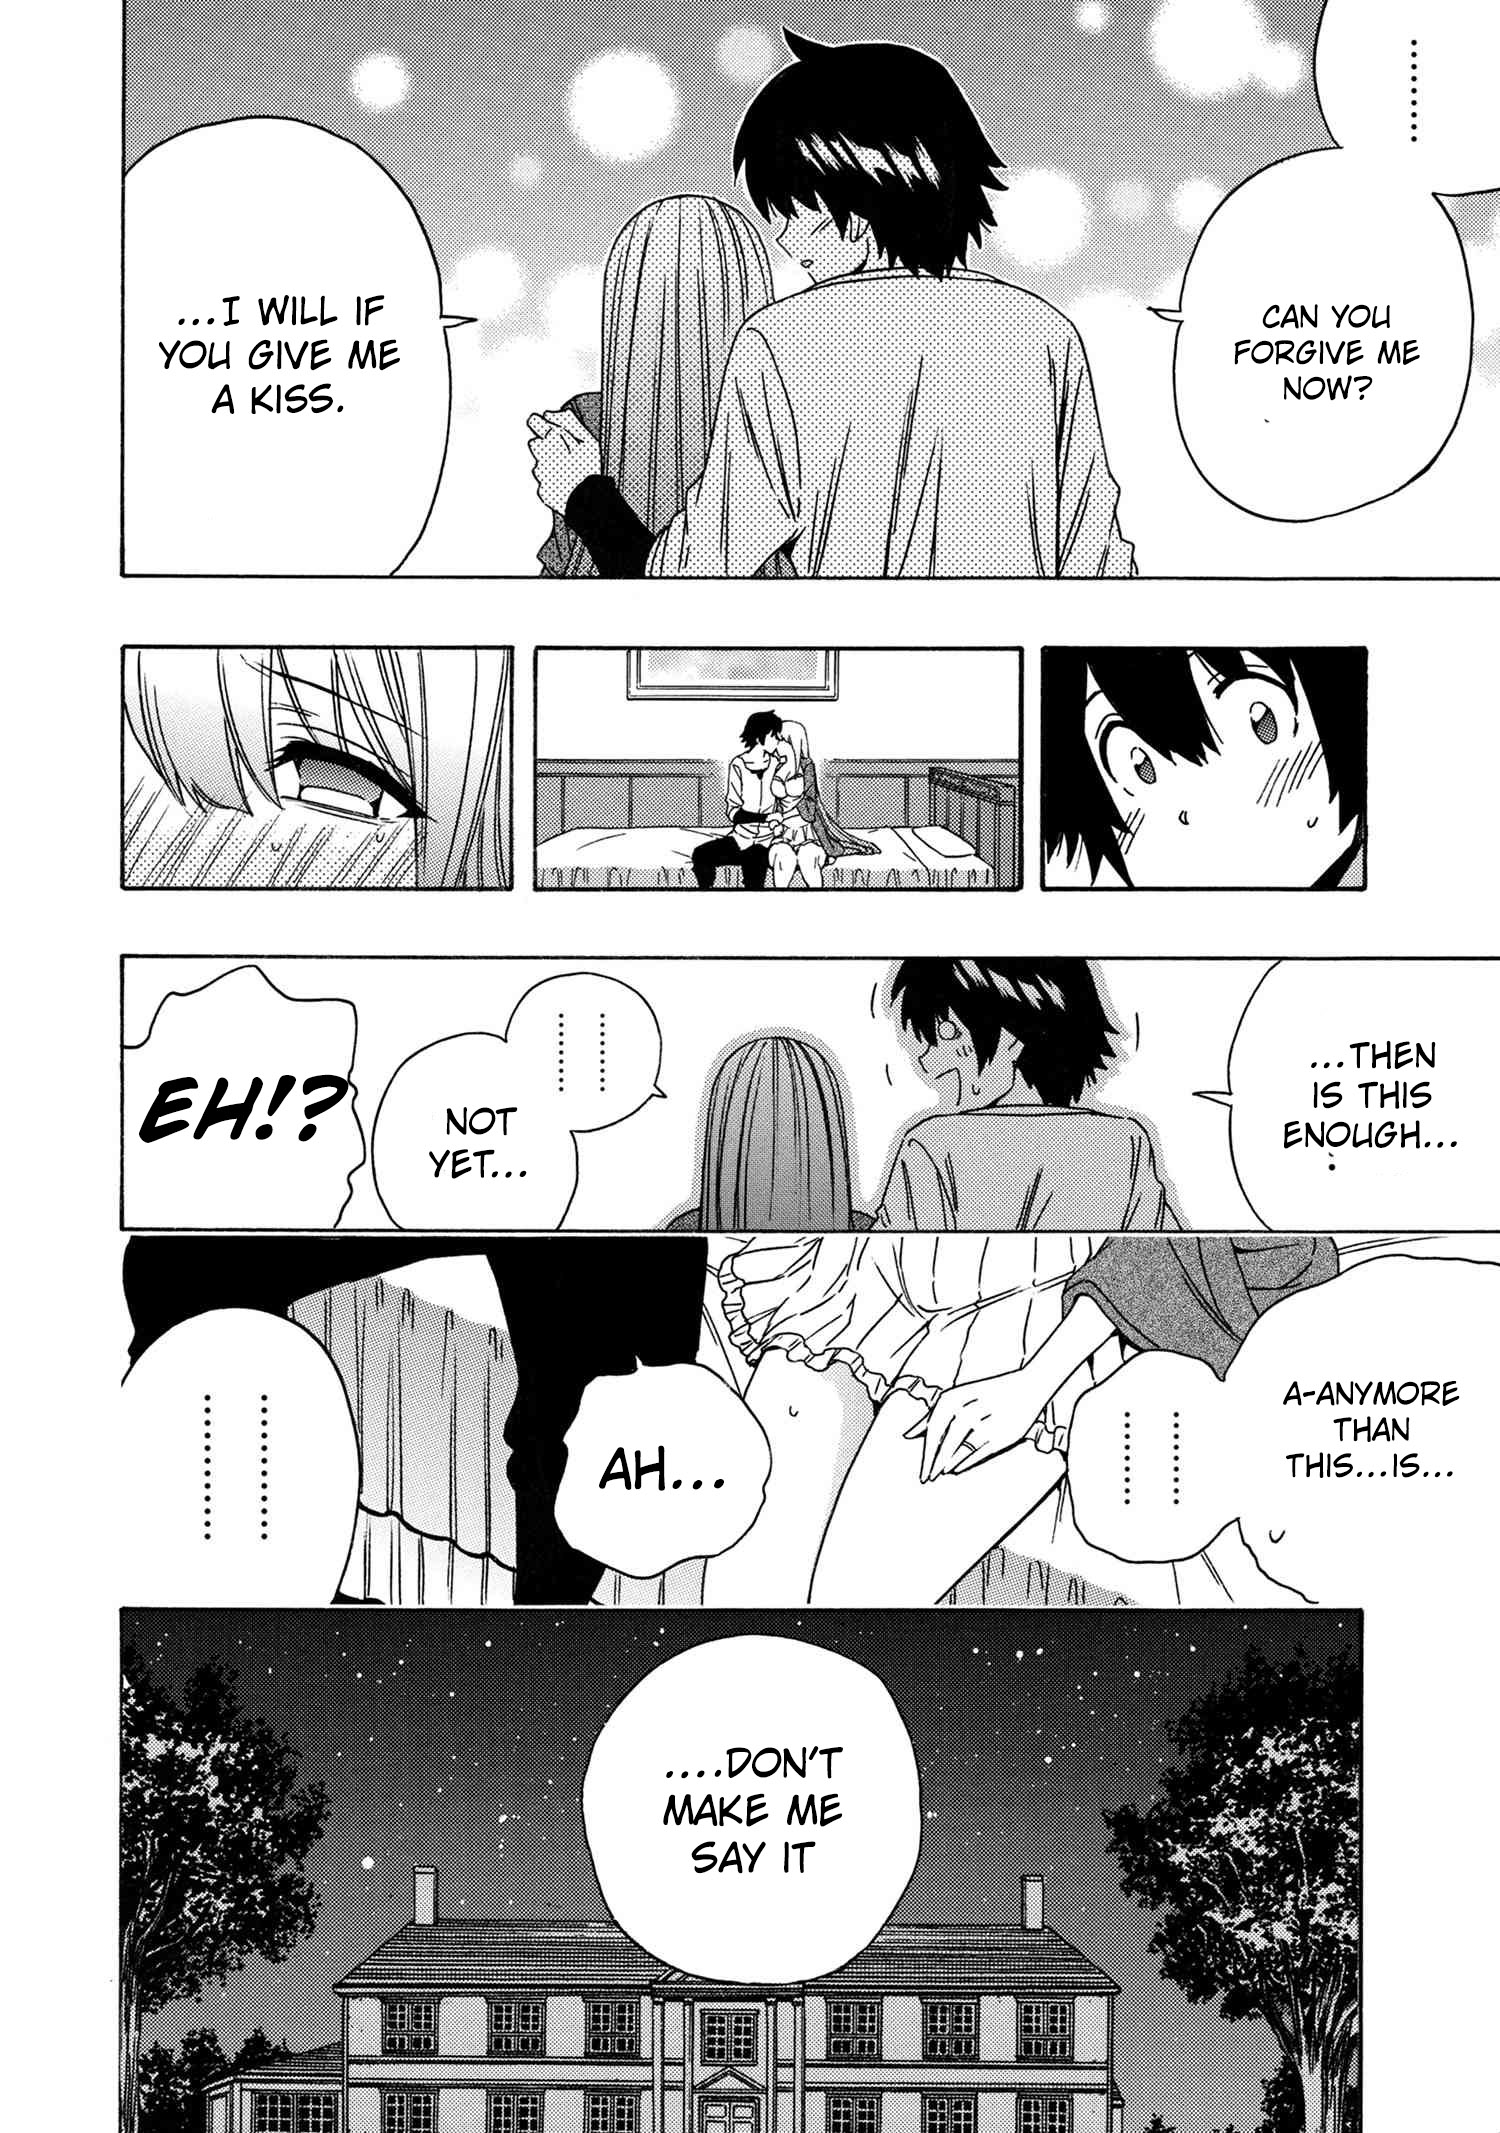 CAN YOU
FORGIVE ME
NOW?
...I WILL IF
YOU GIVE ME
A KISS.
...THEN
IS THIS
ENOUGH...
NOT
YET...
EH!?
A-ANYMORE
THAN
THIS...IS...
AH...
....DON'T
MAKE ME
SAY IT